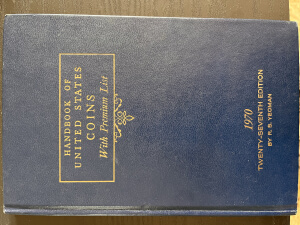 HANDBOOK OF
UNITED STATES
COINS
With Premium List
1970
TWENTY-SEVENTH EDITION
BY R. S. YEOMAN